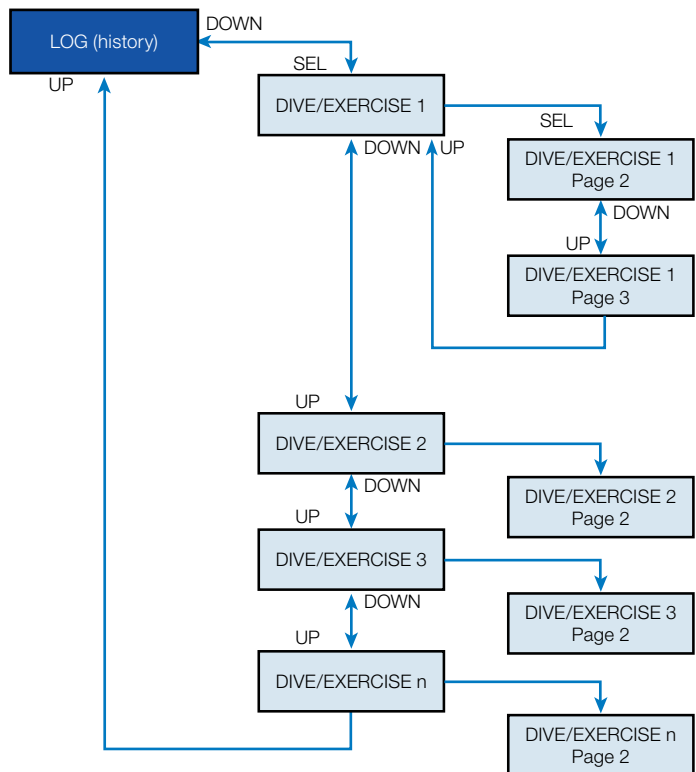 LOG (history)
DOWN
UP
SEL
DIVE/EXERCISE 1
SEL
DOWN
UP
DIVE/EXERCISE 1
Page 2
DOWN
UP
DIVE/EXERCISE 1
Page 3
UP
DIVE/EXERCISE 2
DOWN
DIVE/EXERCISE 2
Page 2
UP
DIVE/EXERCISE 3
DOWN
DIVE/EXERCISE 3
Page 2
UP
DIVE/EXERCISE n
DIVE/EXERCISE n
Page 2